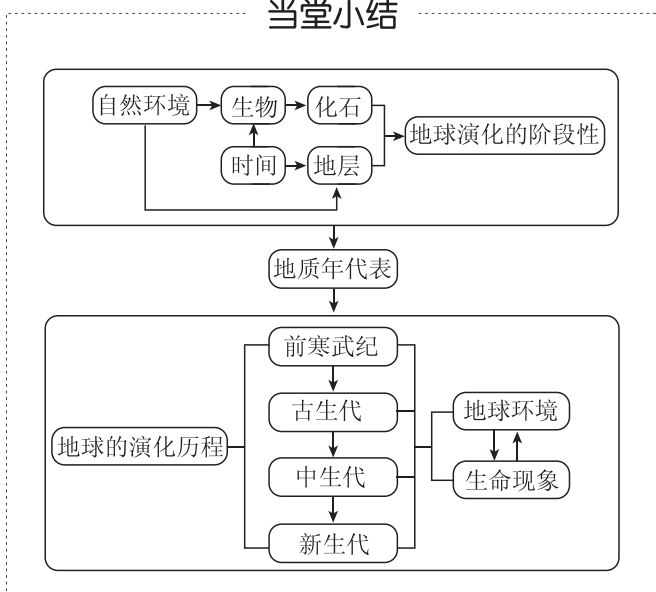 当堂小结
自然环境
生物
化石
地球演化的阶段性
时间
地层
地质年代表
前寒武纪
古生代
地球环境
地球的演化历程
中生代
生命现象
新生代